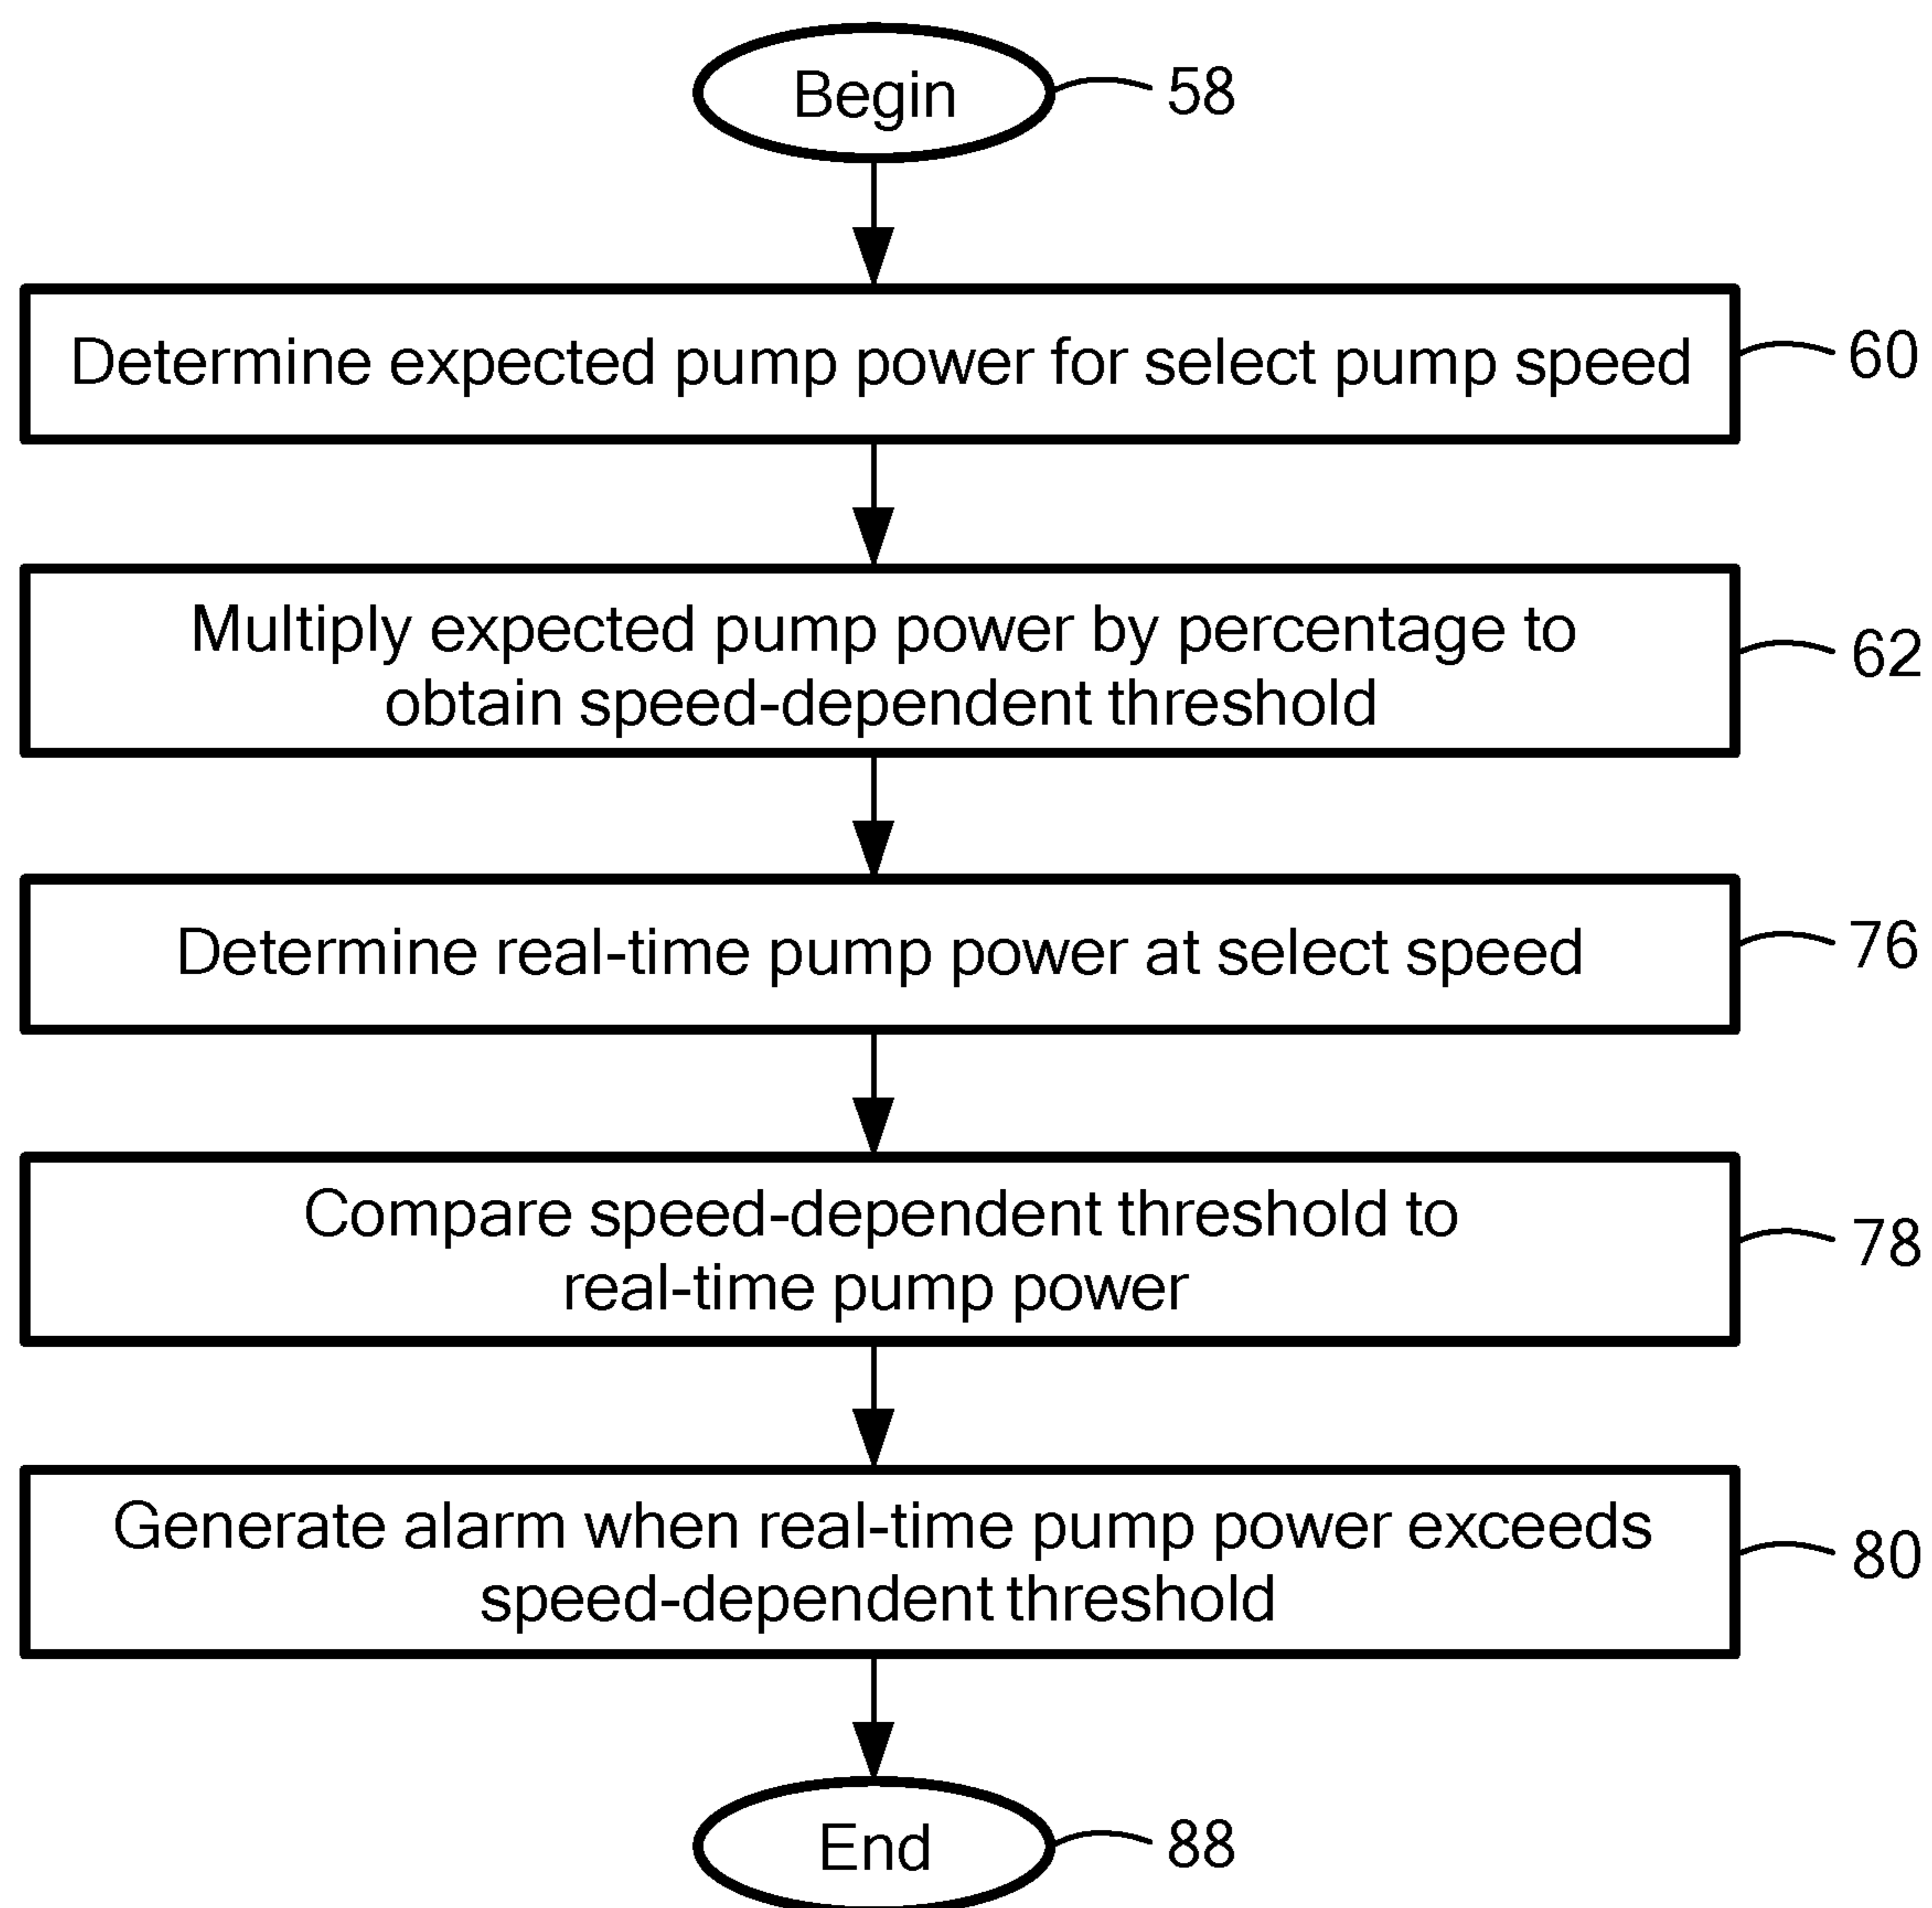 Begin
58
Determine expected pump power for select pump speed
60
Multiply expected pump power by percentage to
obtain speed-dependent threshold
62
Determine real-time pump power at select speed
76
Compare speed-dependent threshold to
real-time pump power
78
Generate alarm when real-time pump power exceeds
speed-dependent threshold
80
End
88